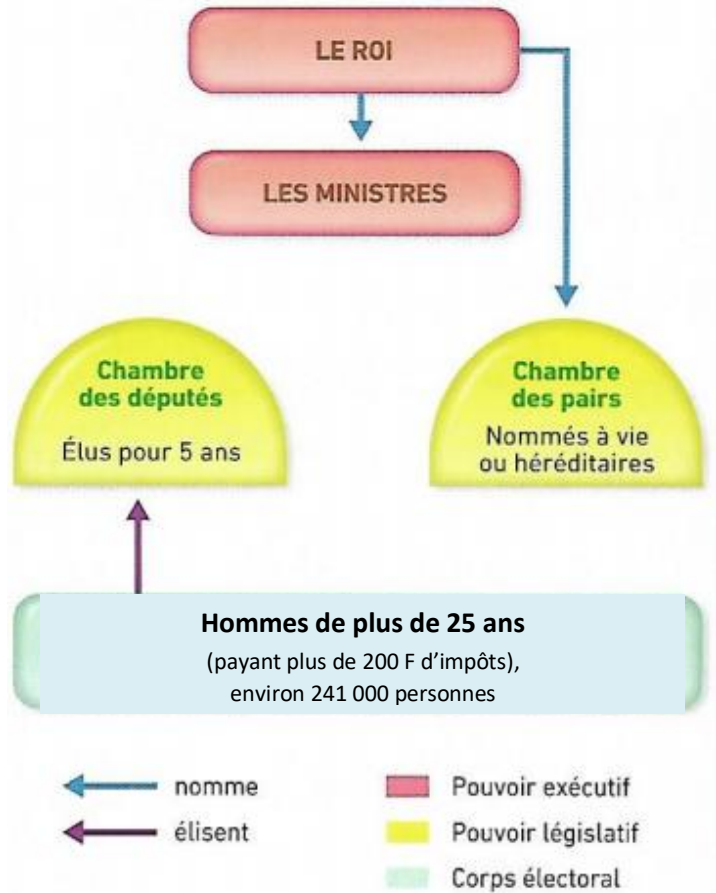 LE ROI
LES MINISTRES
Chambre
des députés
Élus pour 5 ans
Chambre
des pairs
Nommés à vie
ou héréditaires
Hommes de plus de 25 ans
(payant plus de 200 F d’impôts),
environ 241 000 personnes
nomme
élisent
Pouvoir exécutif
Pouvoir législatif
Corps électoral